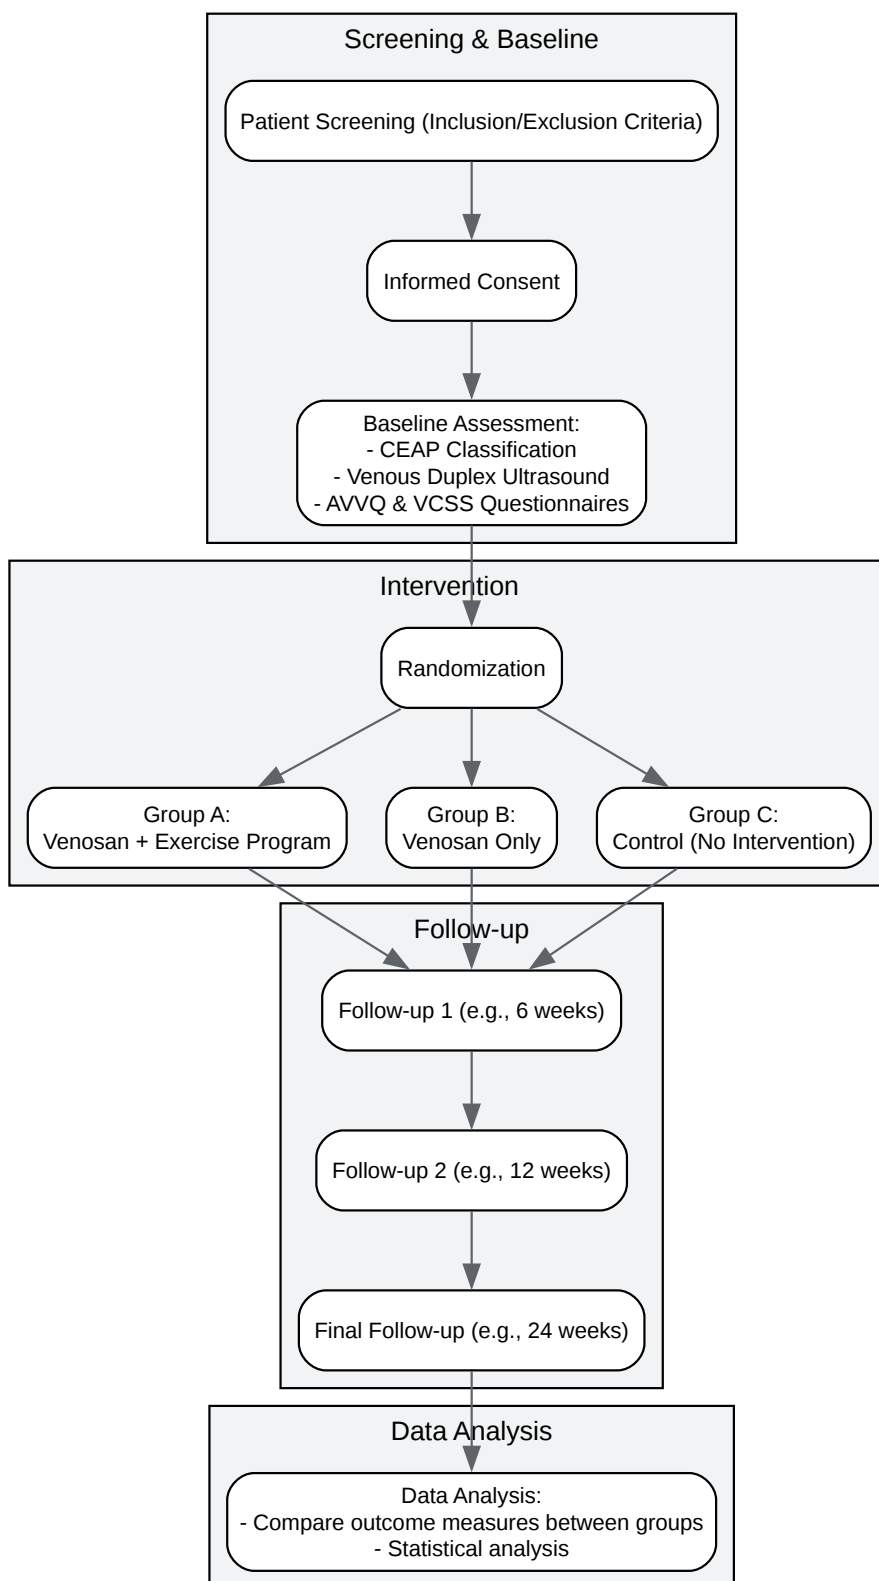 Screening & Baseline
Patient Screening (Inclusion/Exclusion Criteria)
Informed Consent
Baseline Assessment:
- CEAP Classification
- Venous Duplex Ultrasound
- AVVQ & VCSS Questionnaires
Intervention
Randomization
Group A:
Venosan + Exercise Program
Group B:
Venosan Only
Group C:
Control (No Intervention)
Follow-up
Follow-up 1 (e.g., 6 weeks)
Follow-up 2 (e.g., 12 weeks)
Final Follow-up (e.g., 24 weeks)
Data Analysis
Data Analysis:
- Compare outcome measures between groups
- Statistical analysis